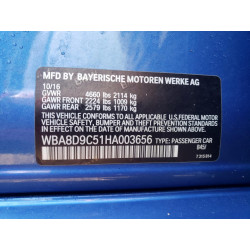 MFD BY BAYERISCHE MOTOREN WERKE AG
10/16
GVWR 4660 lbs 2114 kg
GAWR FRONT 2224 lbs 1009 kg
GAWR REAR 2579 lbs 1170 kg
THIS VEHICLE CONFORMS TO ALL APPLICABLE
FEDERAL MOTOR VEHICLE SAFETY, BUMPER,
AND THEFT PREVENTION STANDARDS IN EFFECT
ON THE DATE OF MANUFACTURE SHOWN ABOVE.
WBA8D9C51HA003656 TYPE: PASSENGER CAR